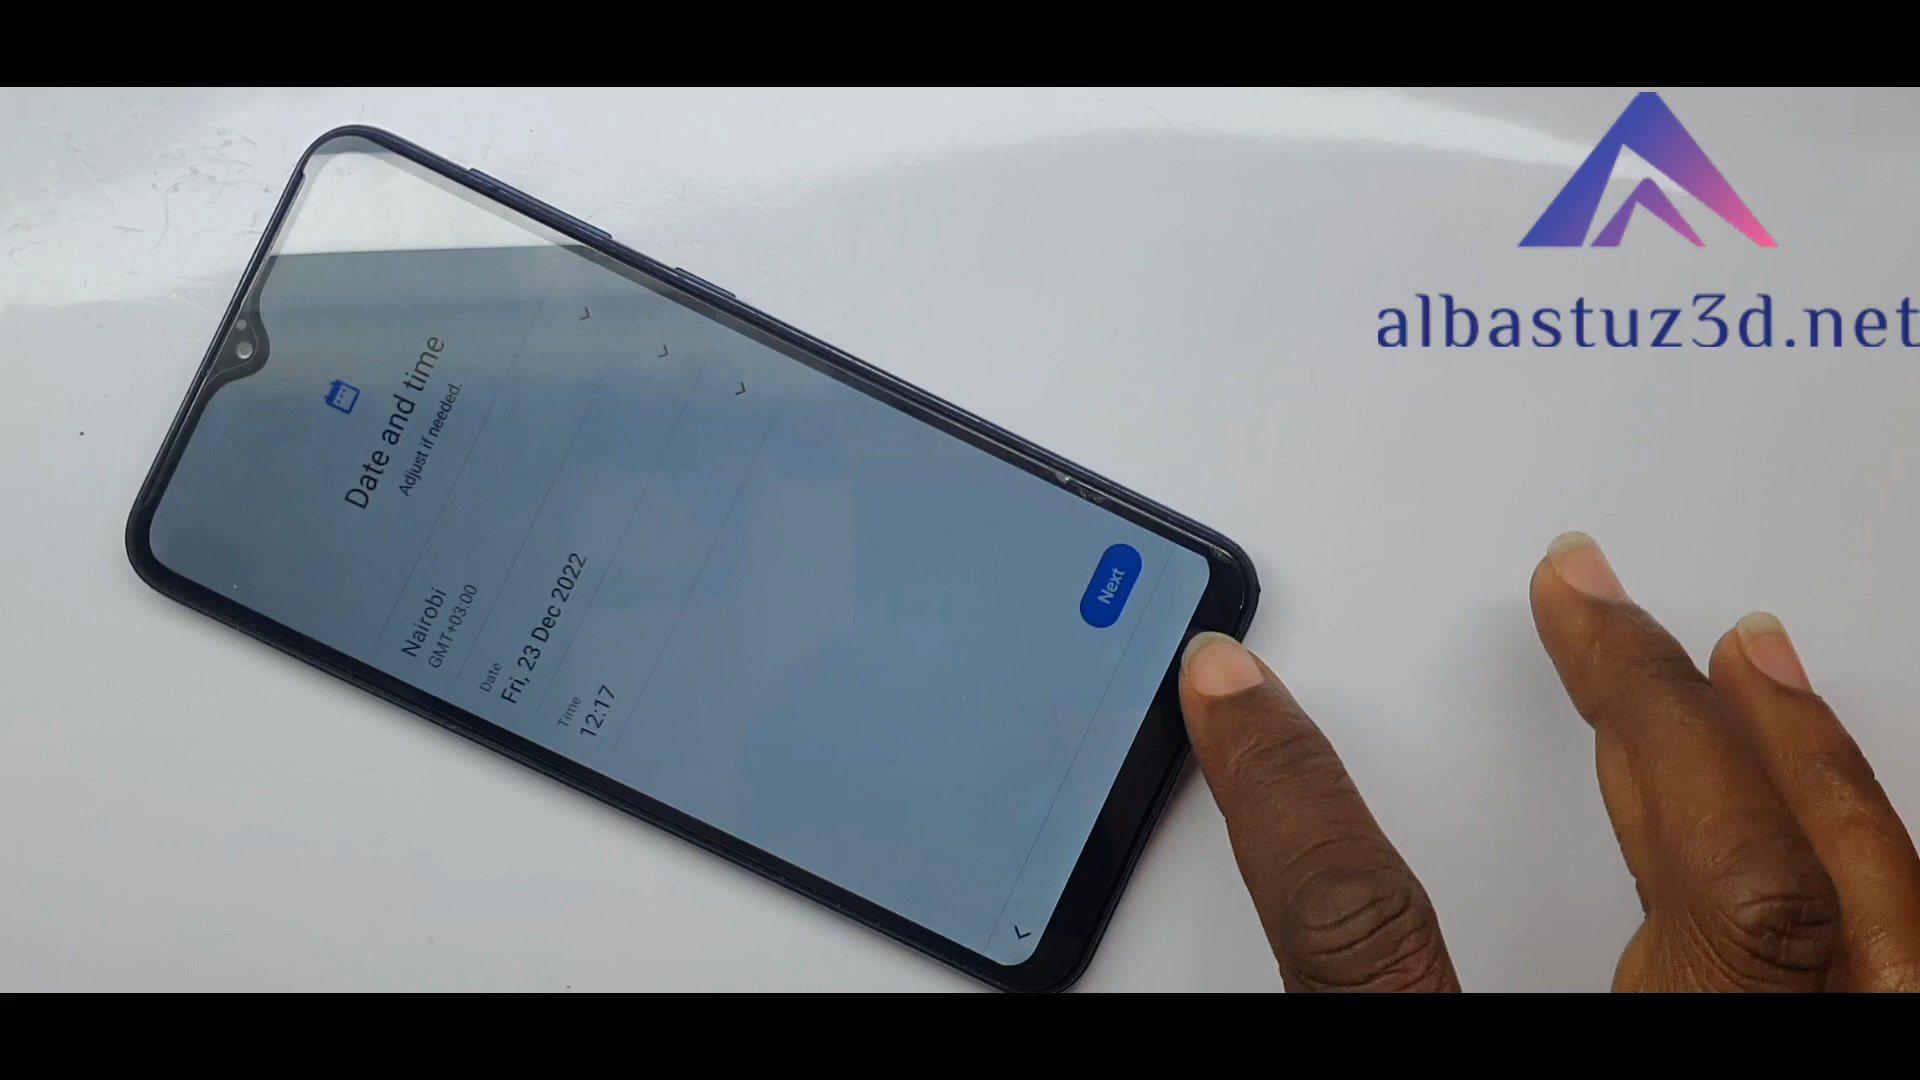 albastuz3d.net
Date and time
Adjust if needed.
Nairobi
GMT+03:00
Date
Fri, 23 Dec 2022
Time
12:17
Next